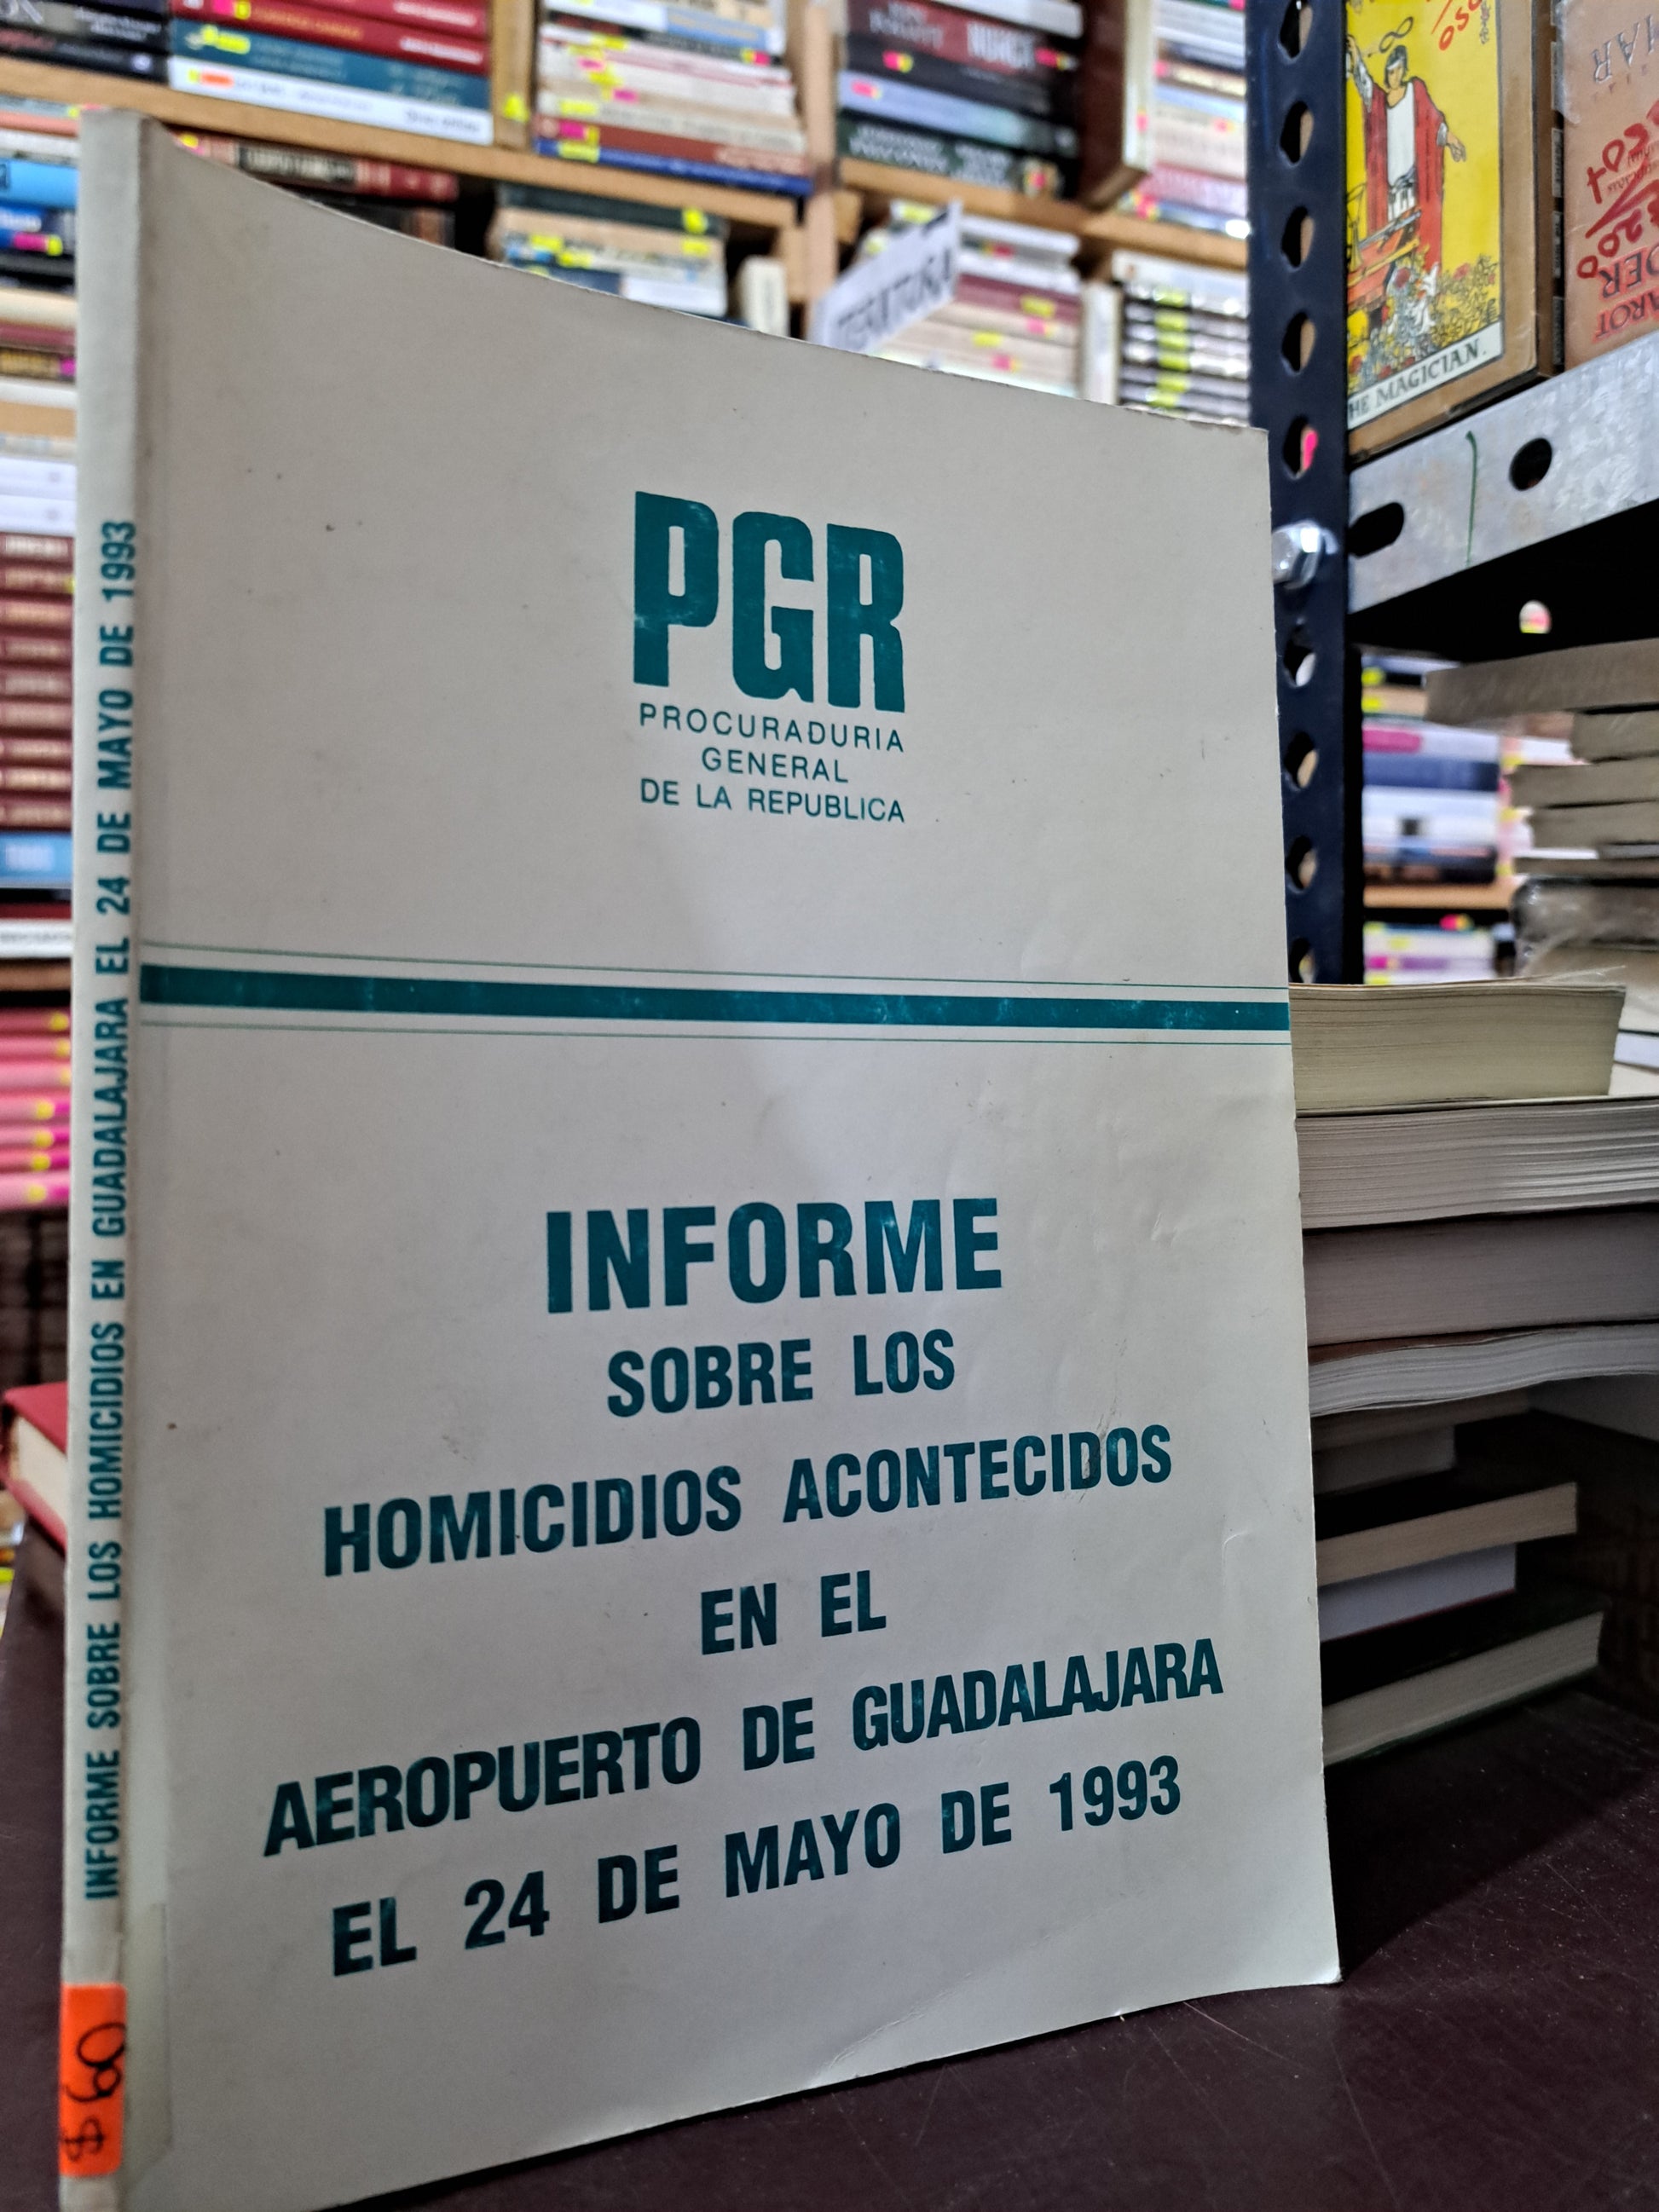 PGR
PROCURADURIA
GENERAL
DE LA REPUBLICA
INFORME
SOBRE LOS
HOMICIDIOS ACONTECIDOS
EN EL
AEROPUERTO DE GUADALAJARA
EL 24 DE MAYO DE 1993
INFORME SOBRE LOS HOMICIDIOS EN GUADALAJARA EL 24 DE MAYO DE 1993
$60
HE MAGICIAN.